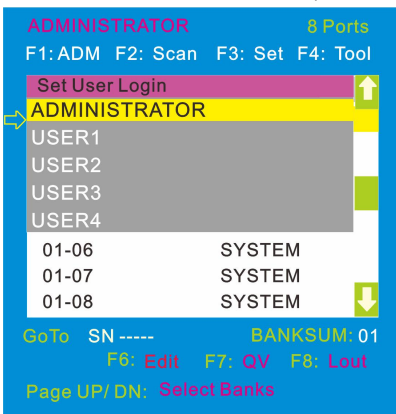 ADMINISTRATOR 8 Ports
F1: ADM F2: Scan F3: Set F4: Tool
Set User Login
ADMINISTRATOR
USER1
USER2
USER3
USER4
01-06 SYSTEM
01-07 SYSTEM
01-08 SYSTEM
GoTo SN ----- BANKSUM: 01
F6: Edit F7: QV F8: Lout
Page UP/ DN: Select Banks